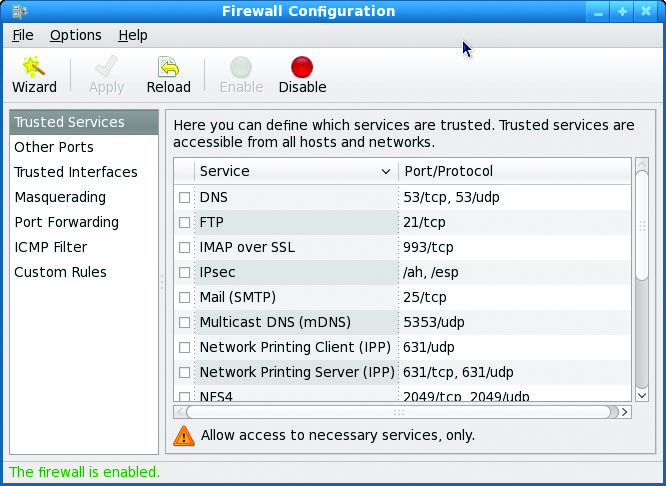 Firewall Configuration
File Options Help
Wizard Apply Reload Enable Disable
Trusted Services
Other Ports
Trusted Interfaces
Masquerading
Port Forwarding
ICMP Filter
Custom Rules
Here you can define which services are trusted. Trusted services are
accessible from all hosts and networks.
Service Port/Protocol
DNS 53/tcp, 53/udp
FTP 21/tcp
IMAP over SSL 993/tcp
IPsec /ah, /esp
Mail (SMTP) 25/tcp
Multicast DNS (mDNS) 5353/udp
Network Printing Client (IPP) 631/udp
Network Printing Server (IPP) 631/tcp, 631/udp
NFS4 2049/tcp, 2049/udp
Allow access to necessary services, only.
The firewall is enabled.